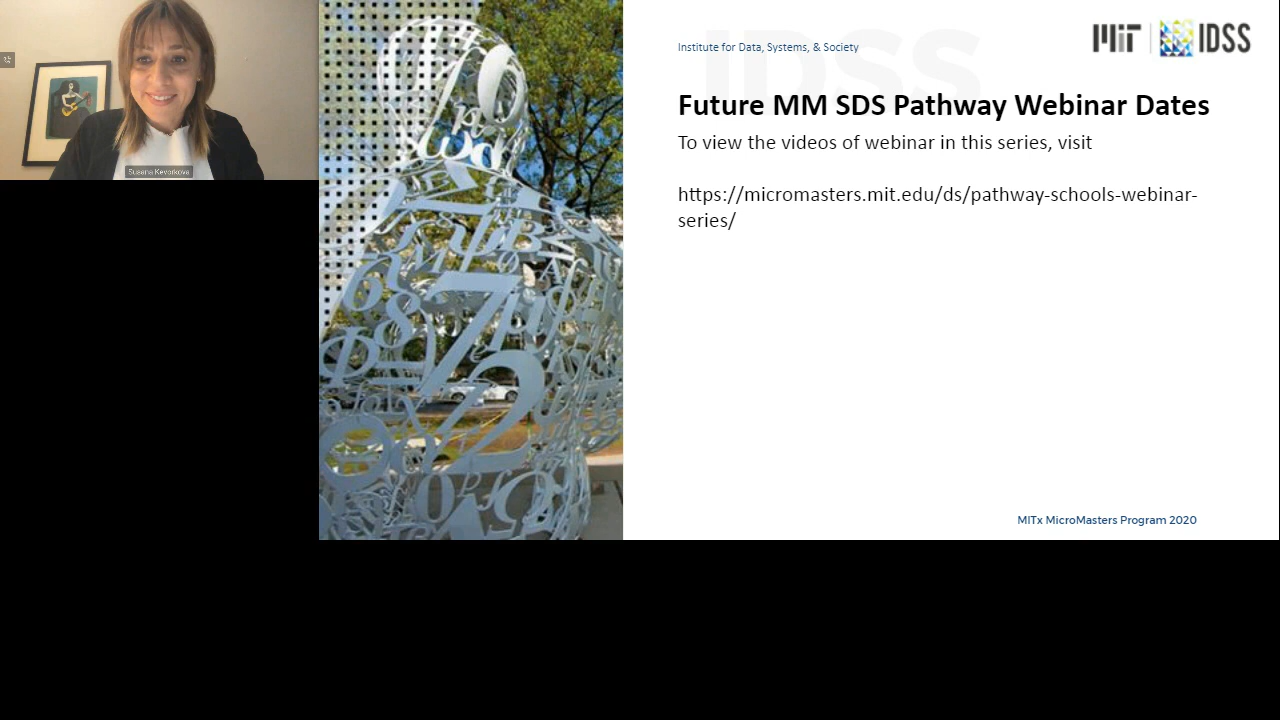 Susana Kevorkova
IDSS
Institute for Data, Systems, & Society
MIT IDSS
Future MM SDS Pathway Webinar Dates
To view the videos of webinar in this series, visit
https://micromasters.mit.edu/ds/pathway-schools-webinar-
series/
MITx MicroMasters Program 2020